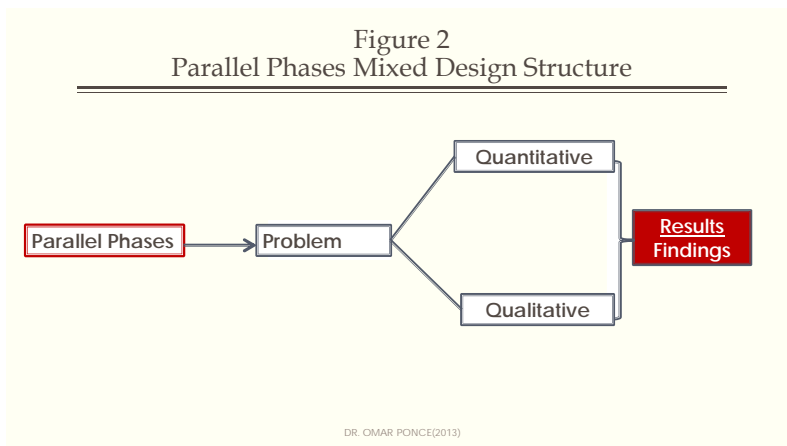 Figure 2
Parallel Phases Mixed Design Structure
Quantitative
Parallel Phases
Problem
Results
Findings
Qualitative
DR. OMAR PONCE(2013)